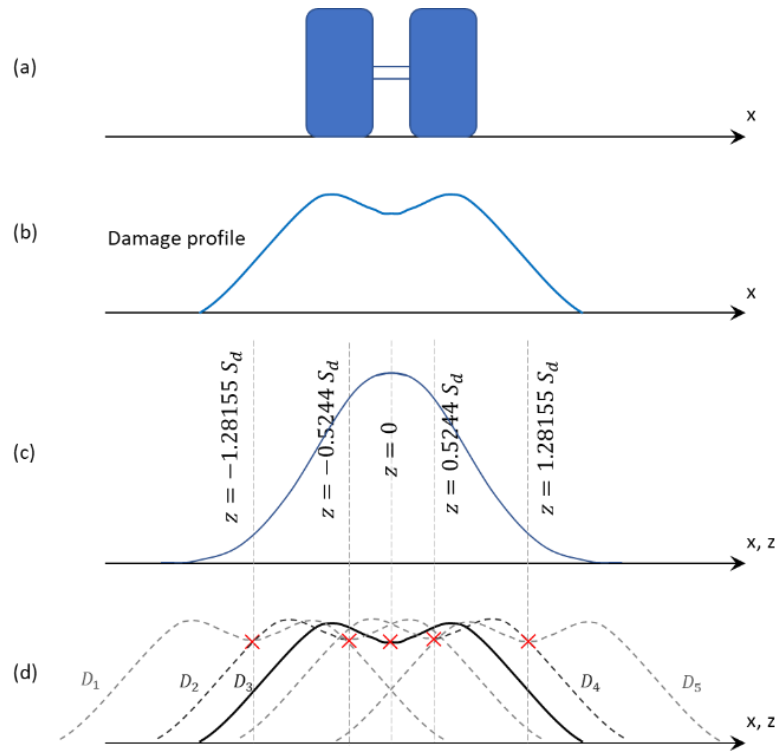 (a)
x
(b)
Damage profile
x
(c)
z = −1.28155 S_d
z = −0.5244 S_d
z = 0
z = 0.5244 S_d
z = 1.28155 S_d
x, z
(d)
D_1
D_2
D_3
D_4
D_5
x, z